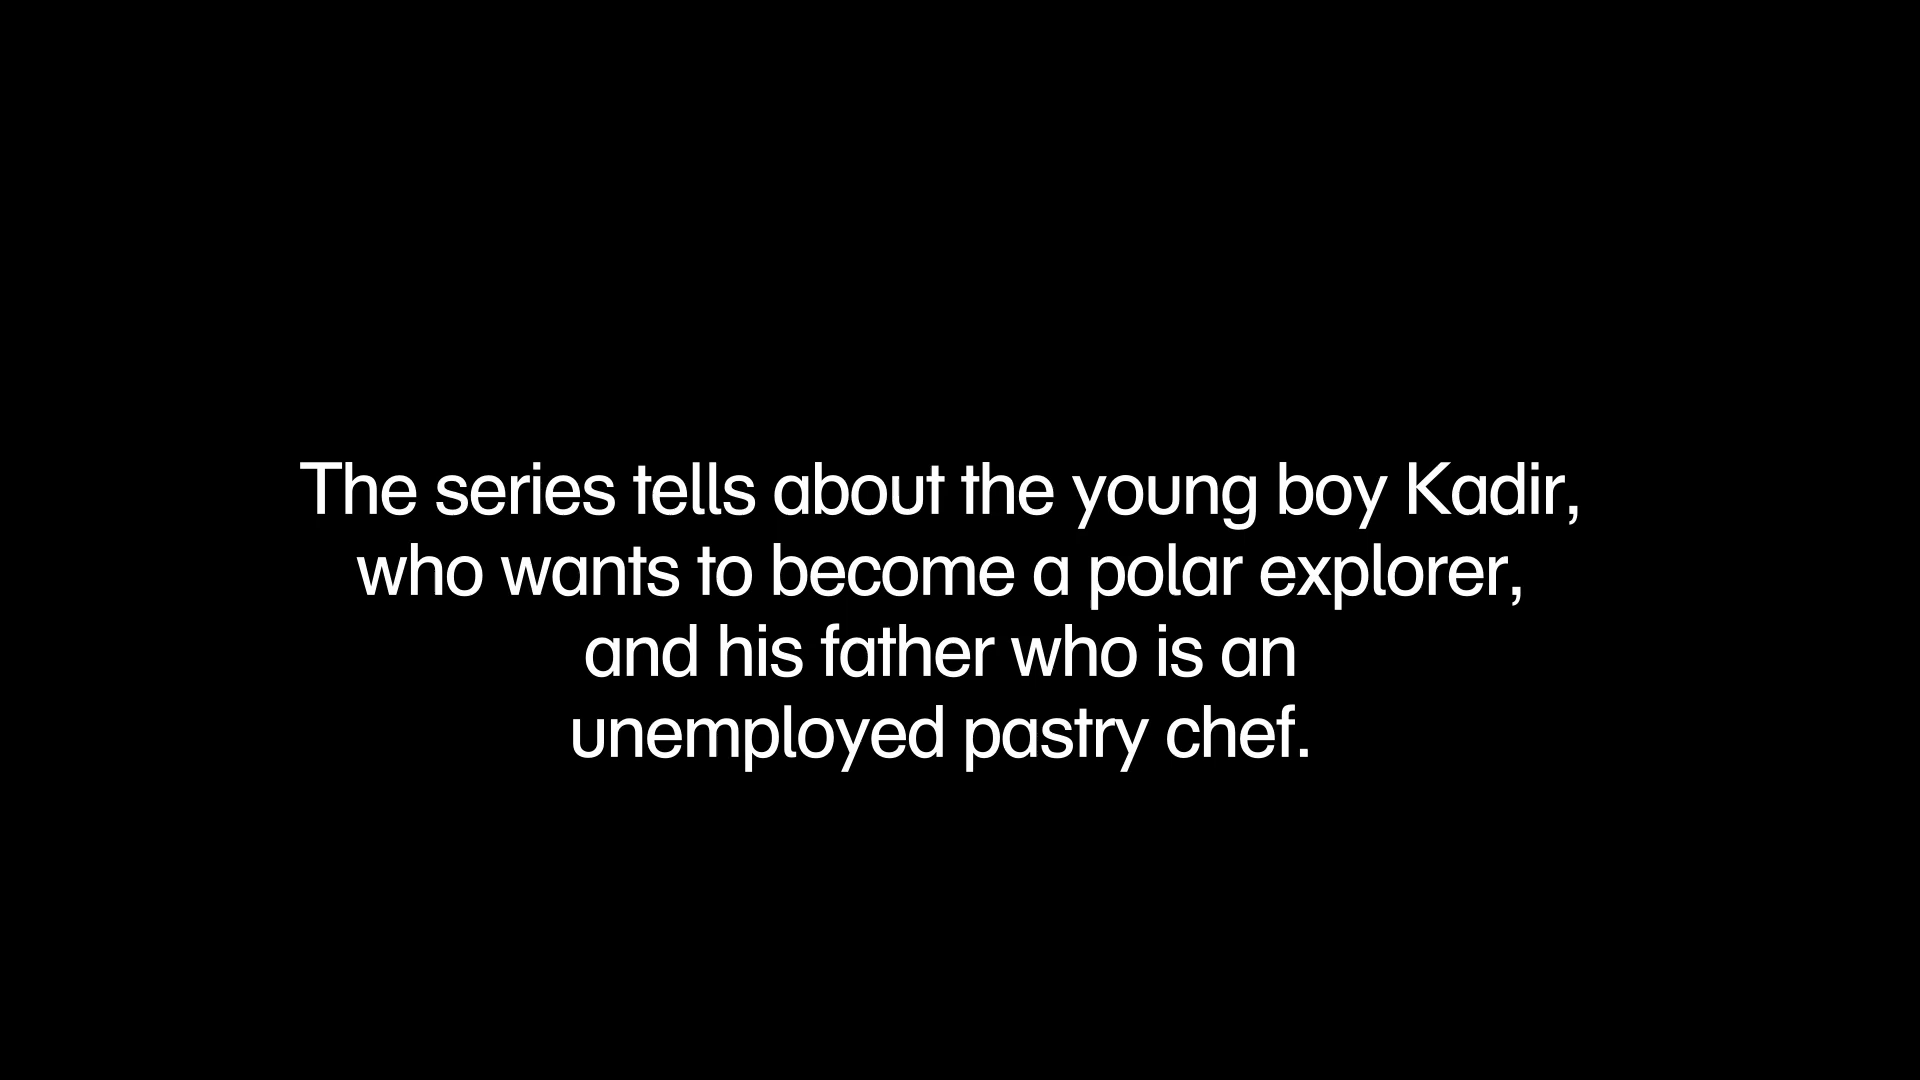 The series tells about the young boy Kadir,
who wants to become a polar explorer,
and his father who is an
unemployed pastry chef.